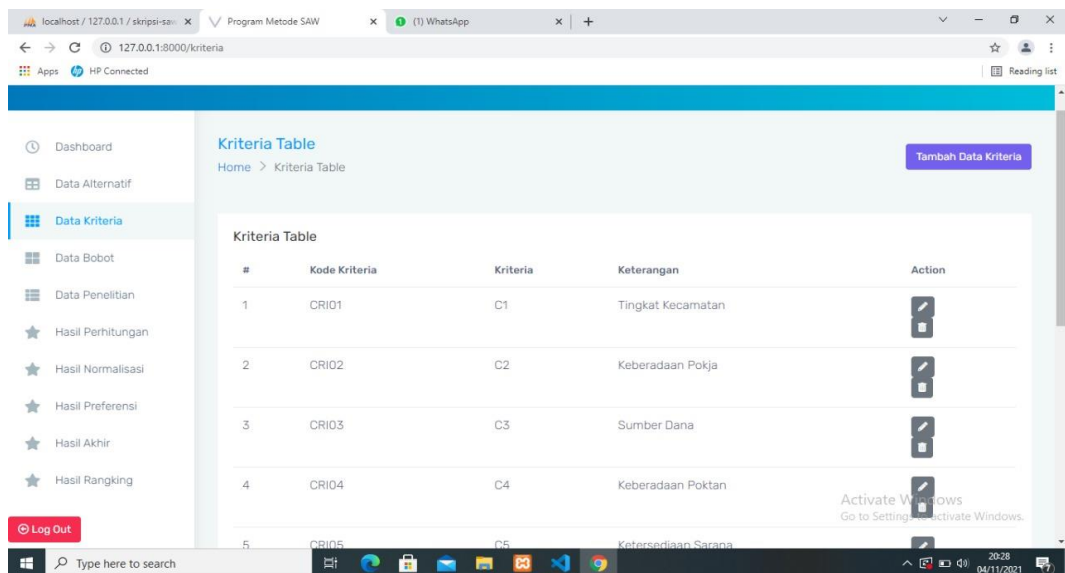 localhost / 127.0.0.1 / skripsi-saw
Program Metode SAW
(1) WhatsApp
127.0.0.1:8000/kriteria
Apps
HP Connected
Reading list
Dashboard
Data Alternatif
Data Kriteria
Data Bobot
Data Penelitian
Hasil Perhitungan
Hasil Normalisasi
Hasil Preferensi
Hasil Akhir
Hasil Rangking
Log Out
Kriteria Table
Home > Kriteria Table
Tambah Data Kriteria
Kriteria Table
# Kode Kriteria Kriteria Keterangan Action
1 CRI01 C1 Tingkat Kecamatan
2 CRI02 C2 Keberadaan Pokja
3 CRI03 C3 Sumber Dana
4 CRI04 C4 Keberadaan Poktan
5 CRI05 C5 Ketersediaan Sarana
Activate Windows
Go to Settings to activate Windows.
Type here to search
20:28
04/11/2021